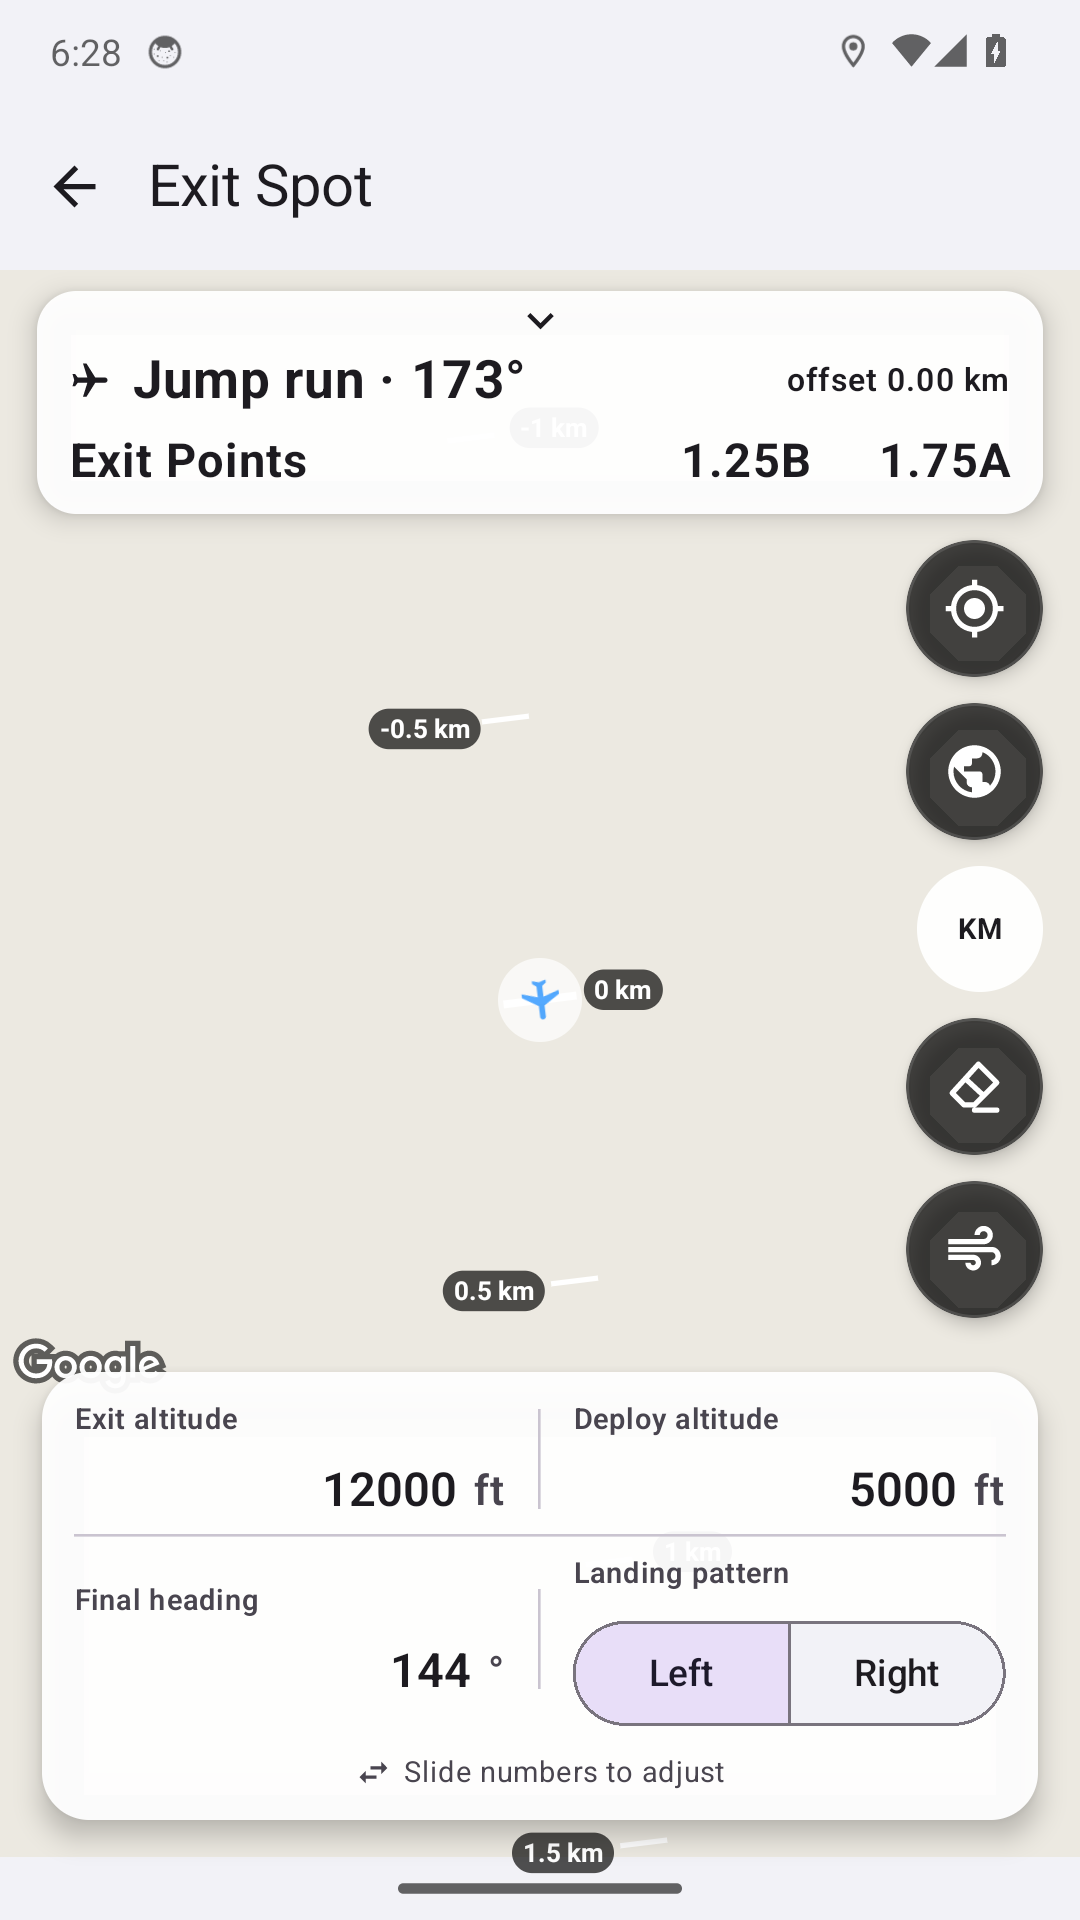 6:28
Exit Spot
Jump run · 173°
offset 0.00 km
-1 km
Exit Points
1.25B
1.75A
-0.5 km
KM
0 km
0.5 km
Google
Exit altitude
Deploy altitude
12000 ft
5000 ft
1 km
Final heading
Landing pattern
144 °
Left
Right
Slide numbers to adjust
1.5 km